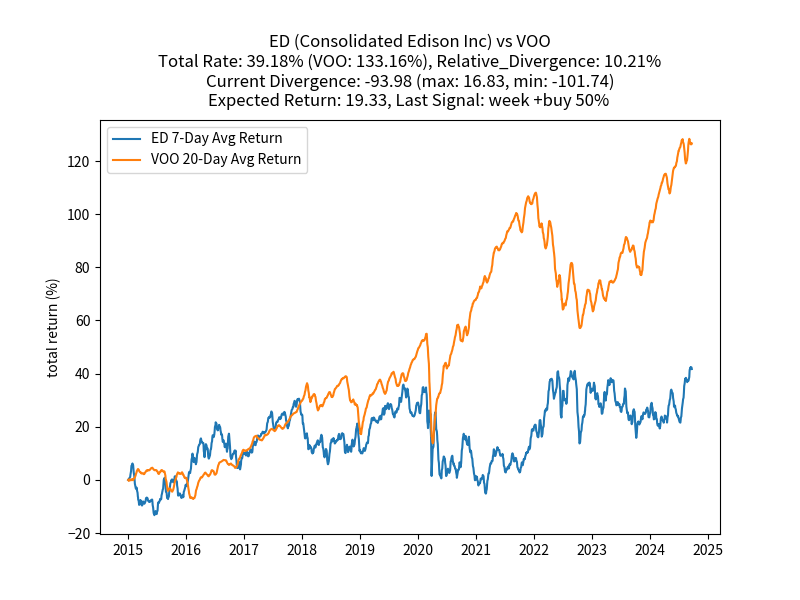 ED (Consolidated Edison Inc) vs VOO
Total Rate: 39.18% (VOO: 133.16%), Relative_Divergence: 10.21%
Current Divergence: -93.98 (max: 16.83, min: -101.74)
Expected Return: 19.33, Last Signal: week +buy 50%
ED 7-Day Avg Return
VOO 20-Day Avg Return
total return (%)
120
100
80
60
40
20
0
−20
2015 2016 2017 2018 2019 2020 2021 2022 2023 2024 2025